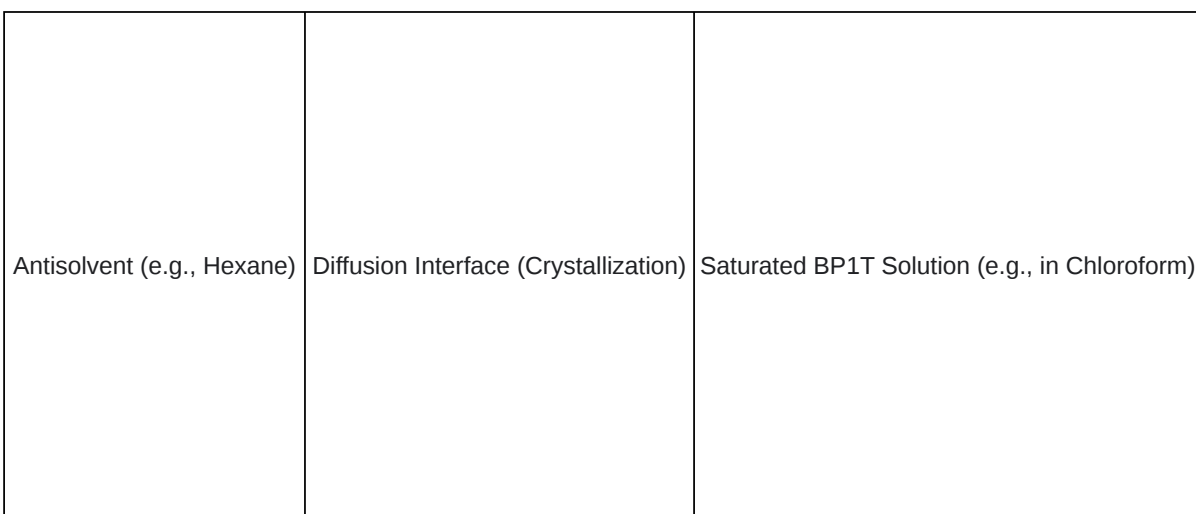 Antisolvent (e.g., Hexane)
Diffusion Interface (Crystallization)
Saturated BP1T Solution (e.g., in Chloroform)